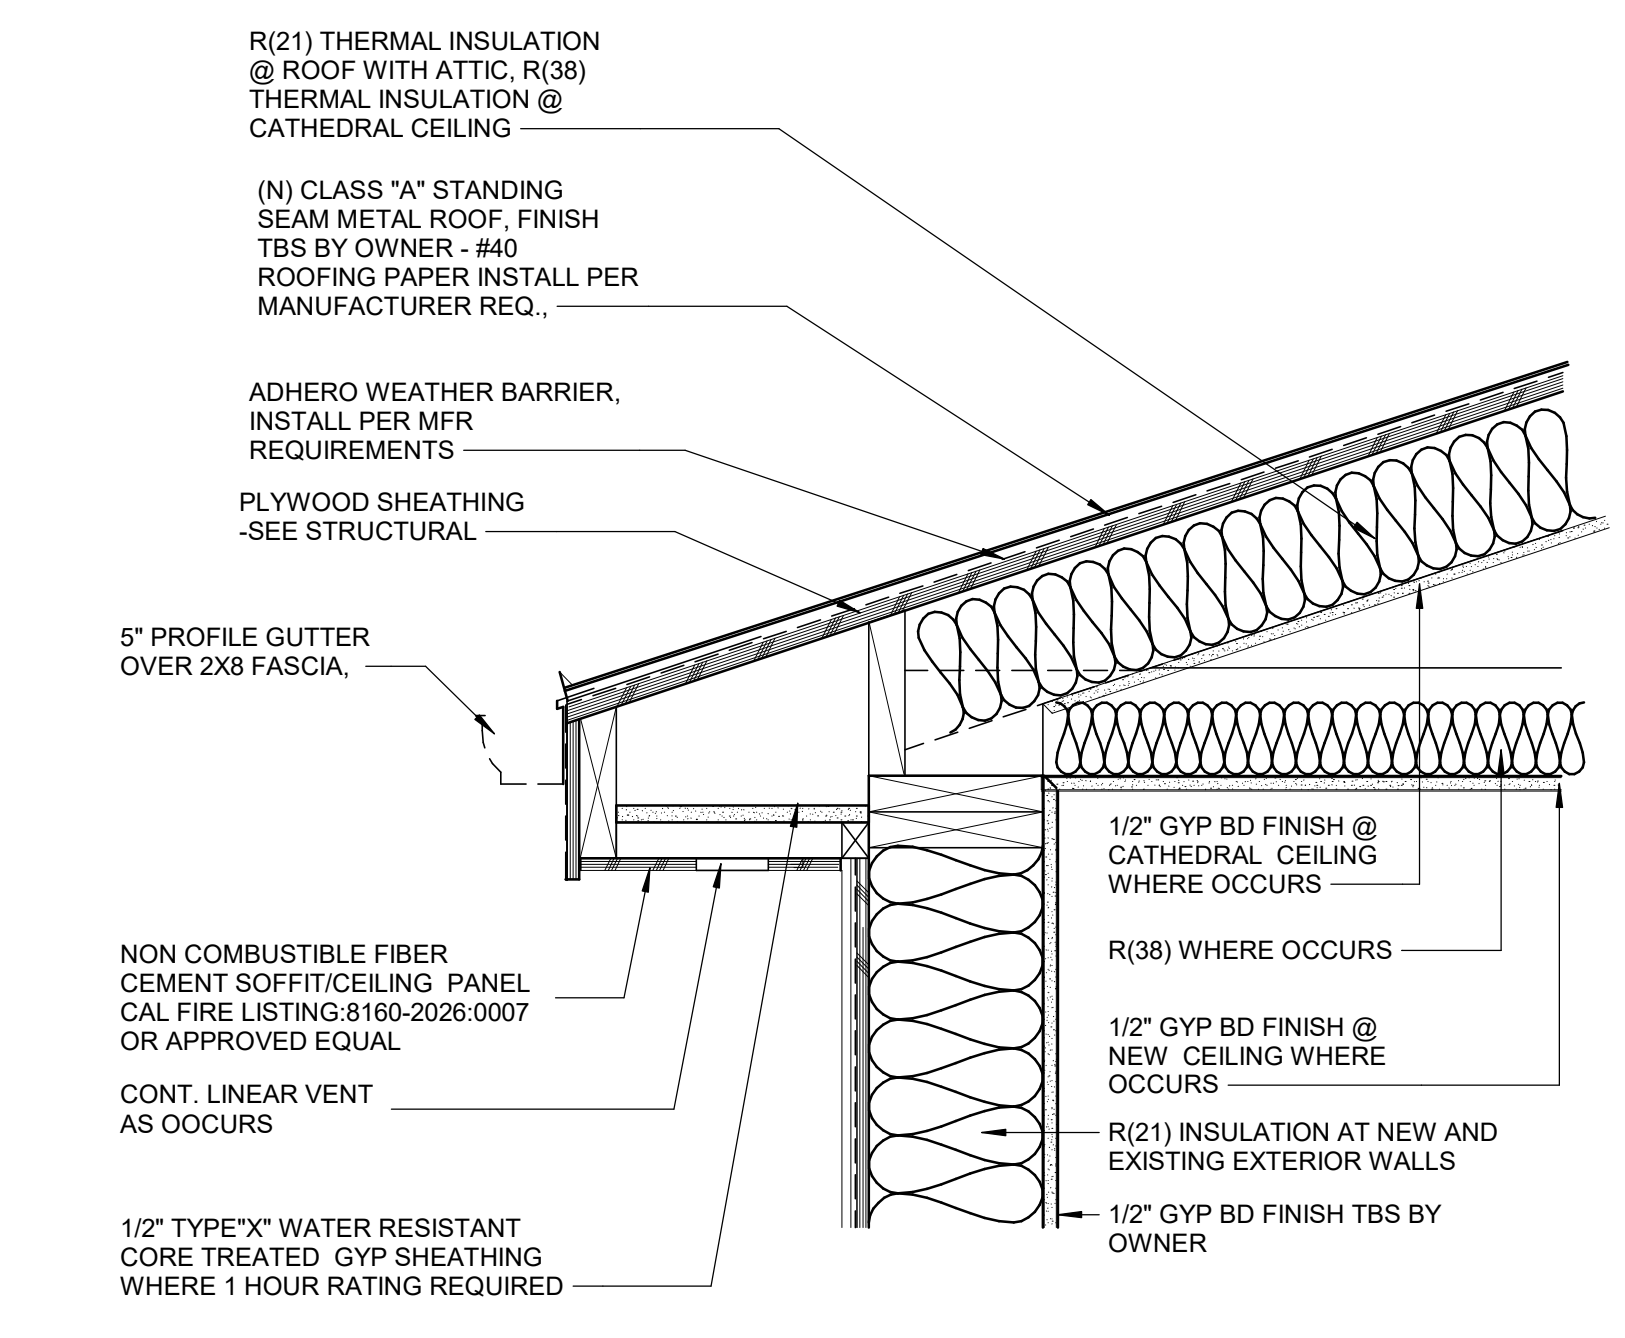 R(21) THERMAL INSULATION
@ ROOF WITH ATTIC, R(38)
THERMAL INSULATION @
CATHEDRAL CEILING
(N) CLASS "A" STANDING
SEAM METAL ROOF, FINISH
TBS BY OWNER - #40
ROOFING PAPER INSTALL PER
MANUFACTURER REQ.,
ADHERO WEATHER BARRIER,
INSTALL PER MFR
REQUIREMENTS
PLYWOOD SHEATHING
-SEE STRUCTURAL
5" PROFILE GUTTER
OVER 2X8 FASCIA,
NON COMBUSTIBLE FIBER
CEMENT SOFFIT/CEILING PANEL
CAL FIRE LISTING:8160-2026:0007
OR APPROVED EQUAL
CONT. LINEAR VENT
AS OOCURS
1/2" TYPE"X" WATER RESISTANT
CORE TREATED GYP SHEATHING
WHERE 1 HOUR RATING REQUIRED
1/2" GYP BD FINISH @
CATHEDRAL CEILING
WHERE OCCURS
R(38) WHERE OCCURS
1/2" GYP BD FINISH @
NEW CEILING WHERE
OCCURS
R(21) INSULATION AT NEW AND
EXISTING EXTERIOR WALLS
1/2" GYP BD FINISH TBS BY
OWNER